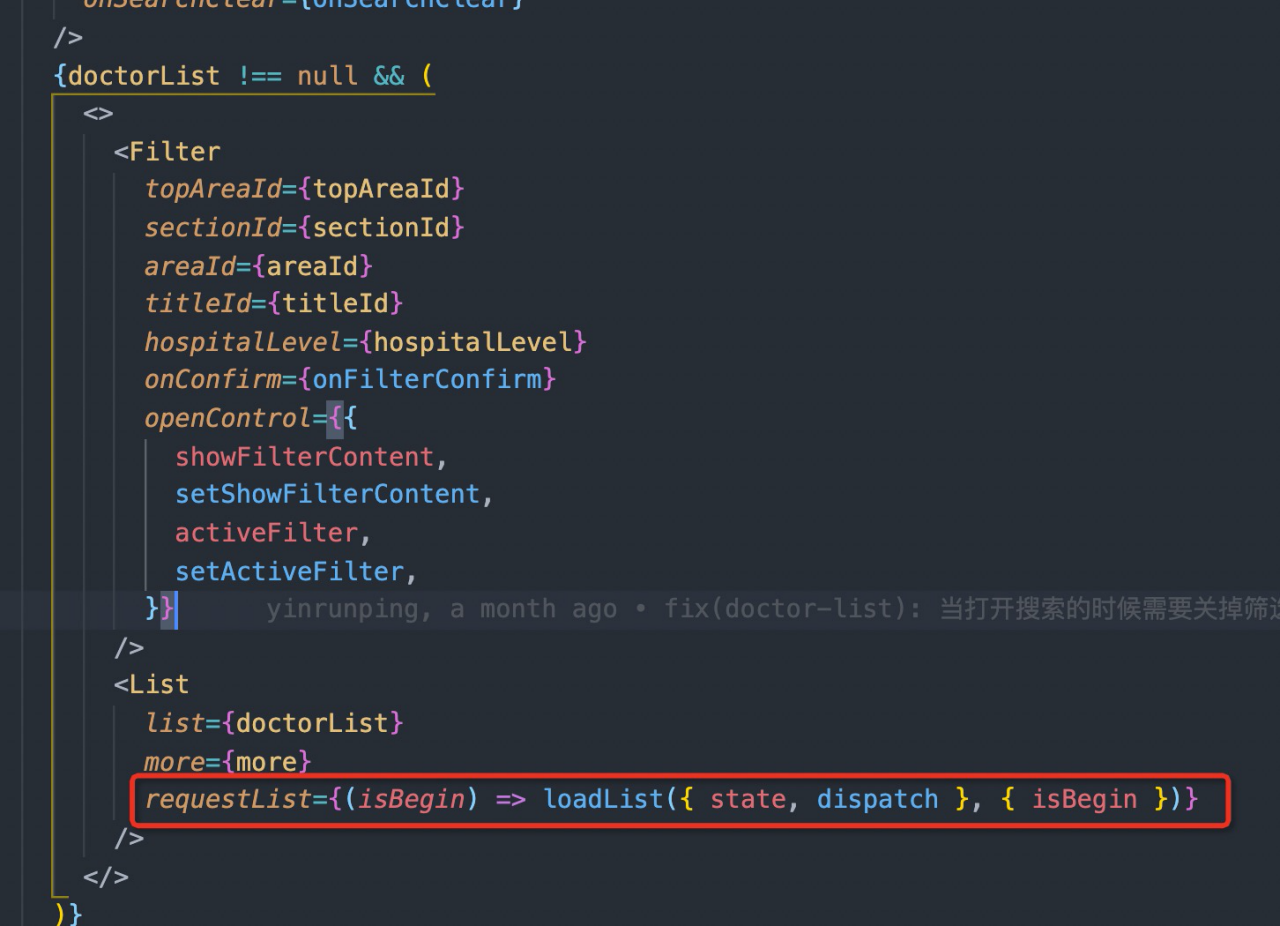 onSearchClear={onSearchClear}
/>
{doctorList !== null && (
<>
<Filter
topAreaId={topAreaId}
sectionId={sectionId}
areaId={areaId}
titleId={titleId}
hospitalLevel={hospitalLevel}
onConfirm={onFilterConfirm}
openControl={{
showFilterContent,
setShowFilterContent,
activeFilter,
setActiveFilter,
}} yinrunping, a month ago • fix(doctor-list): 当打开搜索的时候需要关掉筛选
/>
<List
list={doctorList}
more={more}
requestList={(isBegin) => loadList({ state, dispatch }, { isBegin })}
/>
</>
)}